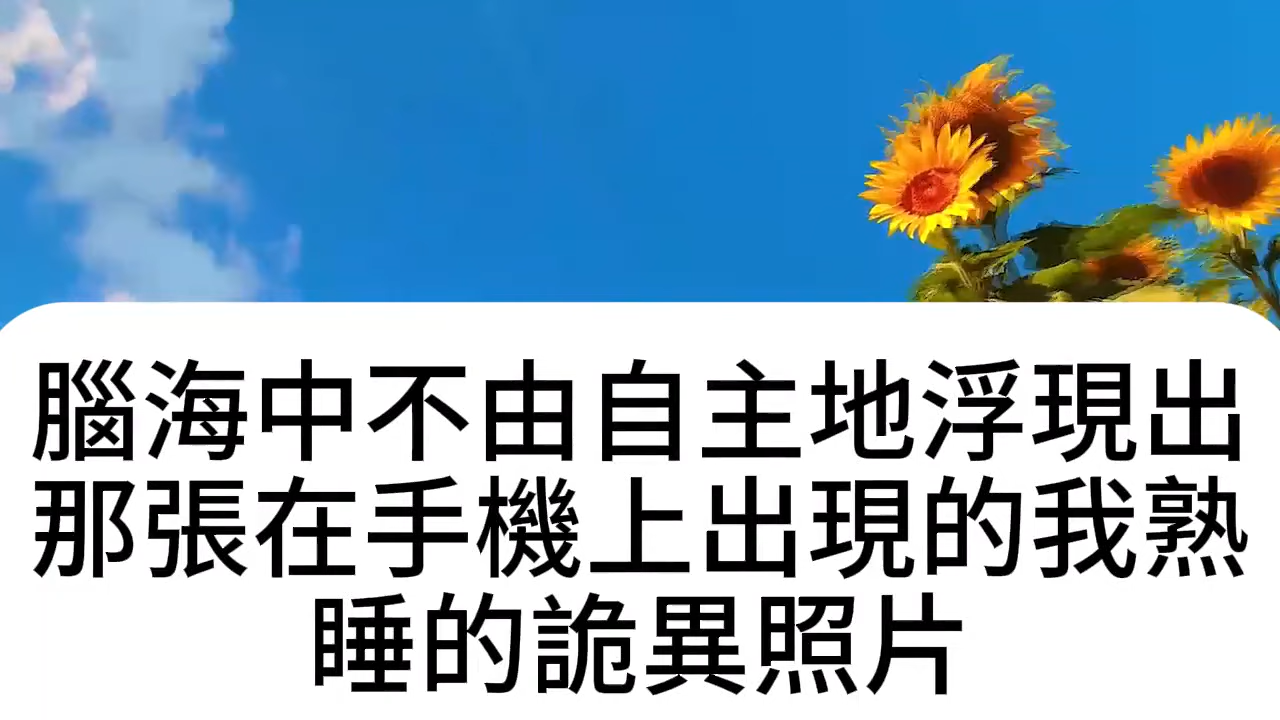 腦海中不由自主地浮現出
那張在手機上出現的我熟
睡的詭異照片